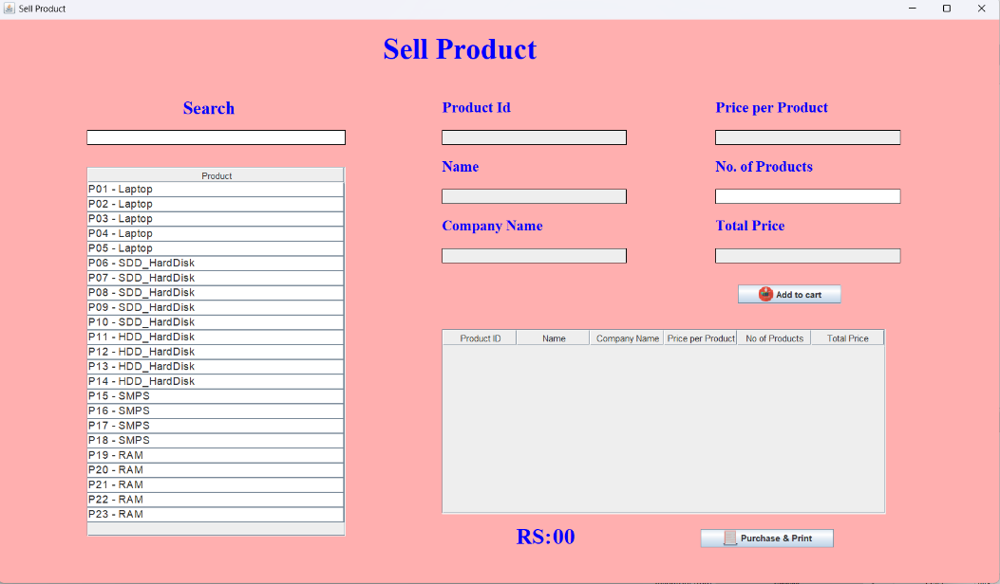 Sell Product
Sell Product
Search
Product
P01 - Laptop
P02 - Laptop
P03 - Laptop
P04 - Laptop
P05 - Laptop
P06 - SDD_HardDisk
P07 - SDD_HardDisk
P08 - SDD_HardDisk
P09 - SDD_HardDisk
P10 - SDD_HardDisk
P11 - HDD_HardDisk
P12 - HDD_HardDisk
P13 - HDD_HardDisk
P14 - HDD_HardDisk
P15 - SMPS
P16 - SMPS
P17 - SMPS
P18 - SMPS
P19 - RAM
P20 - RAM
P21 - RAM
P22 - RAM
P23 - RAM
Product Id
Price per Product
Name
No. of Products
Company Name
Total Price
Add to cart
Product ID Name Company Name Price per Product No of Products Total Price
RS:00
Purchase & Print